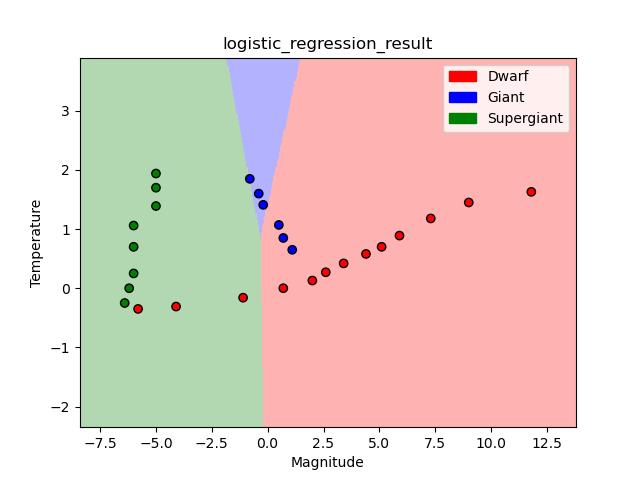 logistic_regression_result
Dwarf
Giant
Supergiant
3
2
1
0
−1
−2
Temperature
−7.5 −5.0 −2.5 0.0 2.5 5.0 7.5 10.0 12.5
Magnitude